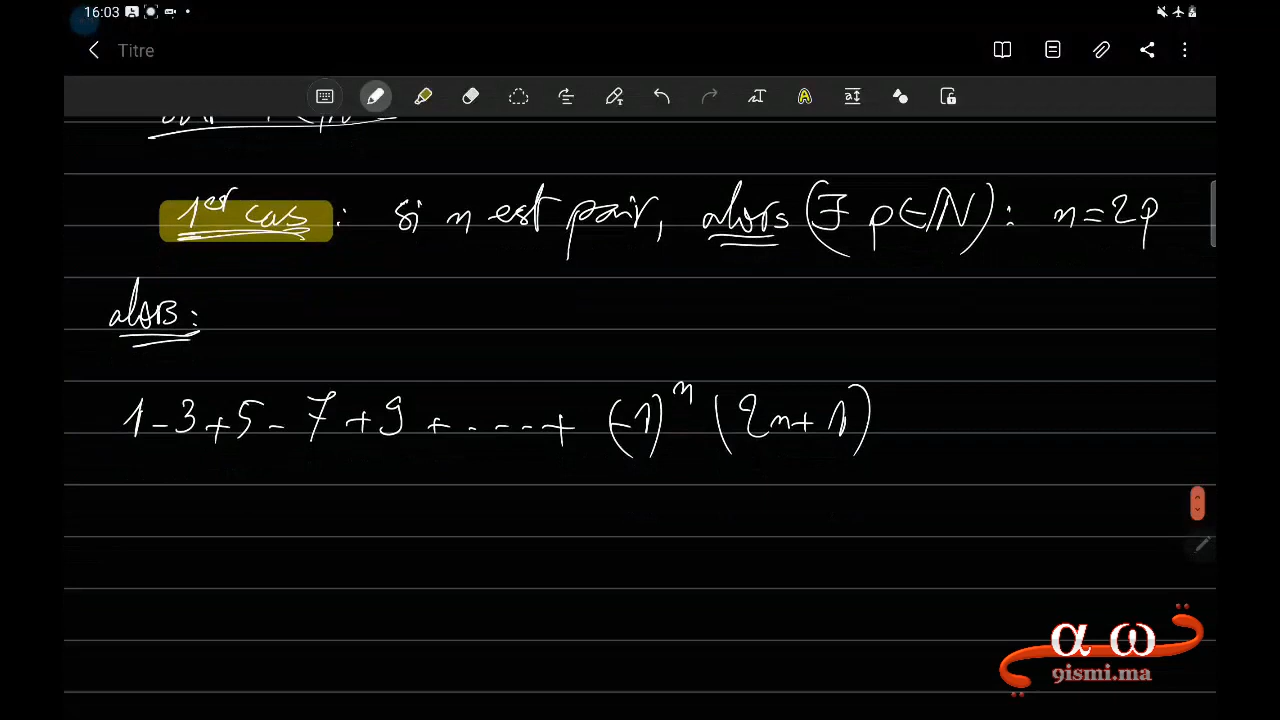 16:03
Titre
1er cas : si n est pair, alors (∃ p ∈ ℕ) : n = 2p
alors :
1 - 3 + 5 - 7 + 9 + . - - - + (-1)^n (2n + 1)
α ω
9ismi.ma